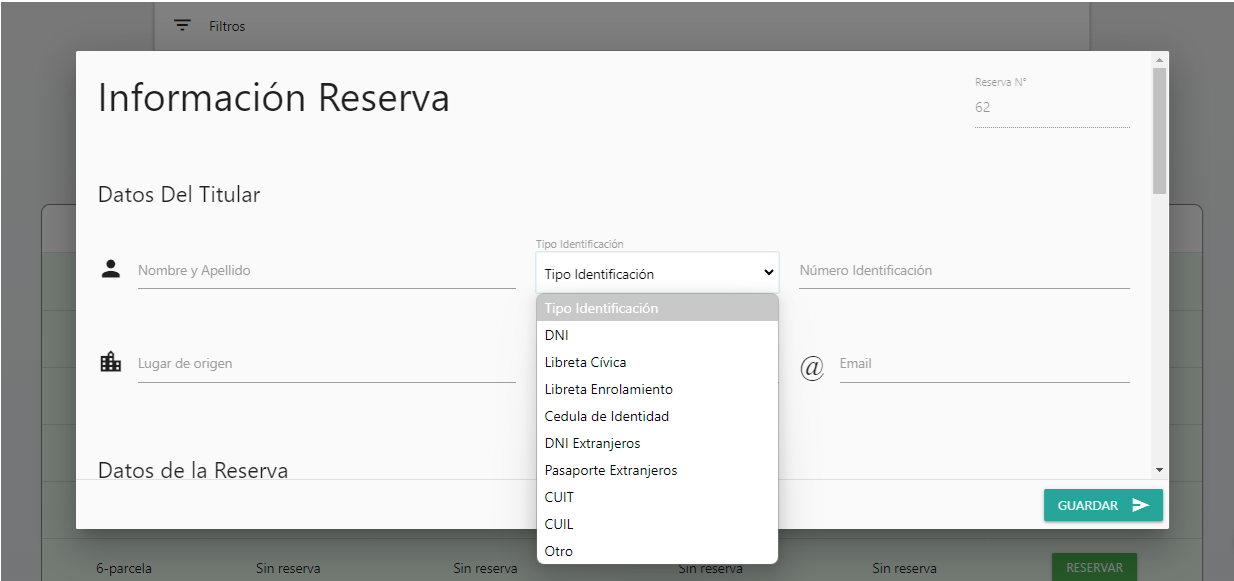 Filtros
Información Reserva
Reserva N°
62
Datos Del Titular
Nombre y Apellido
Tipo Identificación
Tipo Identificación
Número Identificación
Tipo Identificación
DNI
Libreta Cívica
Libreta Enrolamiento
Cedula de Identidad
DNI Extranjeros
Pasaporte Extranjeros
CUIT
CUIL
Otro
Lugar de origen
@ Email
Datos de la Reserva
GUARDAR
6-parcela Sin reserva Sin reserva Sin reserva Sin reserva RESERVAR